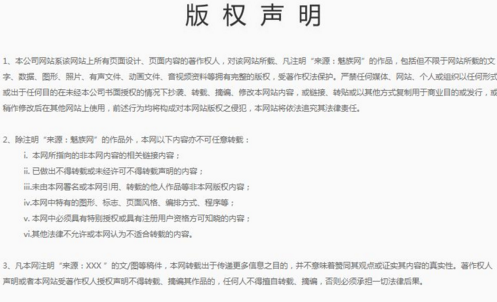 版权声明
1、本公司网站系该网站上所有页面设计、页面内容的著作权人，对该网站所载、凡注明“来源：魅族网”的作品，包括但不限于网站所载的文
字、数据、图形、照片、有声文件、动画文件、音视频资料等拥有完整的版权，受著作权法保护。严禁任何媒体、网站、个人或组织以任何形式
或出于任何目的在未经本公司书面授权的情况下抄袭、转载、摘编、修改本网站内容，或链接、转贴或以其他方式复制用于商业目的或发行，或
稍作修改后在其他网站上使用，前述行为均将构成对本网站版权之侵犯，本网站将依法追究其法律责任。
2、除注明“来源：魅族网”的作品外，本网以下内容亦不可任意转载：
i. 本网所指向的非本网内容的相关链接内容；
ii. 已做出不得转载或未经许可不得转载声明的内容；
iii.未由本网署名或本网引用、转载的他人作品等非本网版权内容；
iv.本网中特有的图形、标志、页面风格、编排方式、程序等；
v. 本网中必须具有特别授权或具有注册用户资格方可知晓的内容；
vi.其他法律不允许或本网认为不适合转载的内容。
3、凡本网注明“来源：XXX ”的文/图等稿件，本网转载出于传递更多信息之目的，并不意味着赞同其观点或证实其内容的真实性。著作权人
声明或者本网站受著作权人授权声明不得转载、摘编其作品的，任何人不得擅自转载、摘编，否则必须承担一切法律后果。